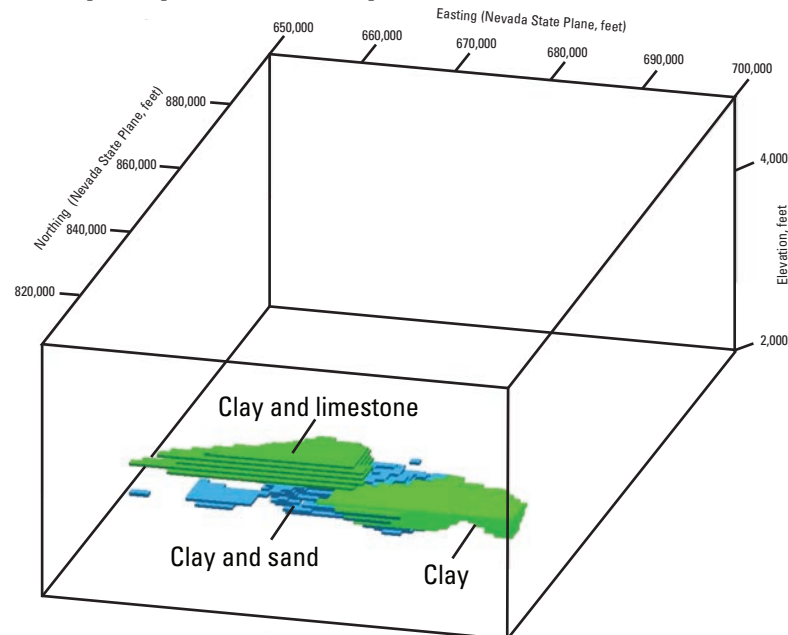 Easting (Nevada State Plane, feet)
650,000
660,000
670,000
680,000
690,000
700,000
Northing (Nevada State Plane, feet)
880,000
860,000
840,000
820,000
4,000
Elevation, feet
2,000
Clay and limestone
Clay and sand
Clay